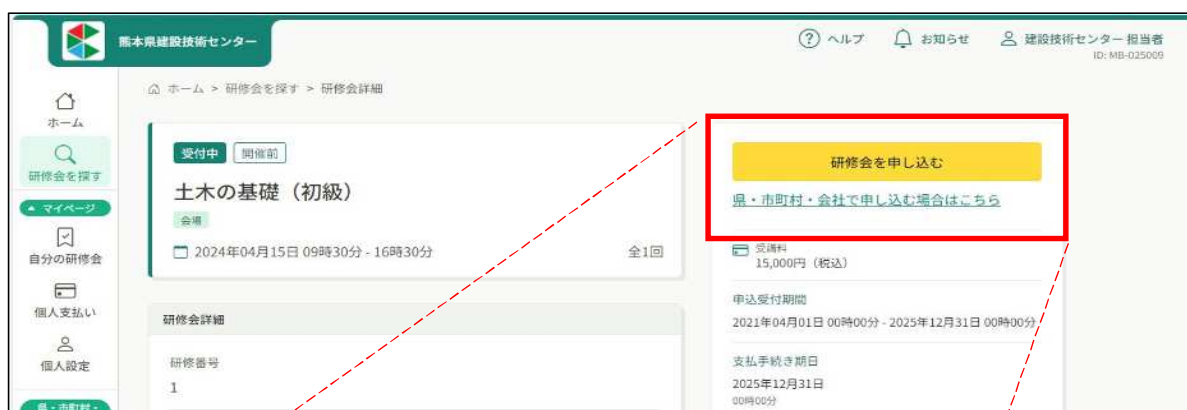 熊本県建設技術センター
ヘルプ
お知らせ
建設技術センター 担当者
ID: MB-025009
ホーム > 研修会を探す > 研修会詳細
ホーム
研修会を探す
マイページ
自分の研修会
個人支払い
個人設定
県・市町村・
受付中 開催前
土木の基礎（初級）
会場
2024年04月15日 09時30分 - 16時30分 全1回
研修会詳細
研修番号
1
研修会を申し込む
県・市町村・会社で申し込む場合はこちら
受講料
15,000円（税込）
申込受付期間
2021年04月01日 00時00分 - 2025年12月31日 00時00分
支払手続き期日
2025年12月31日
00時00分